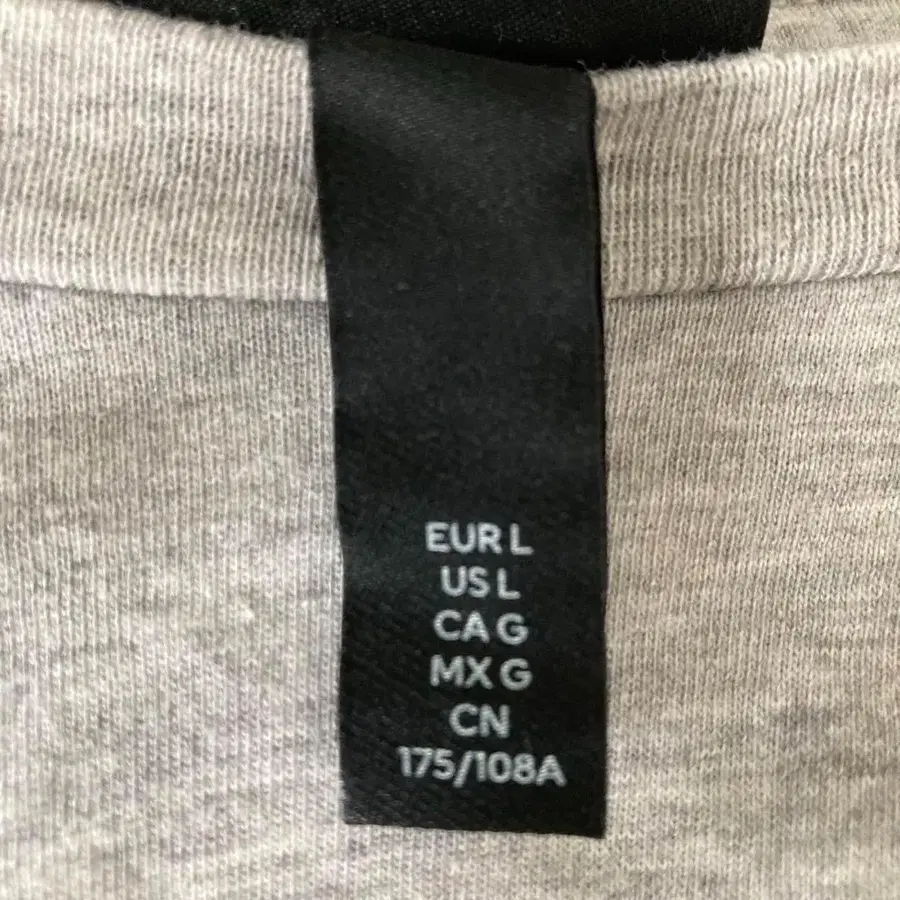 EUR L
US L
CA G
MX G
CN
175/108A